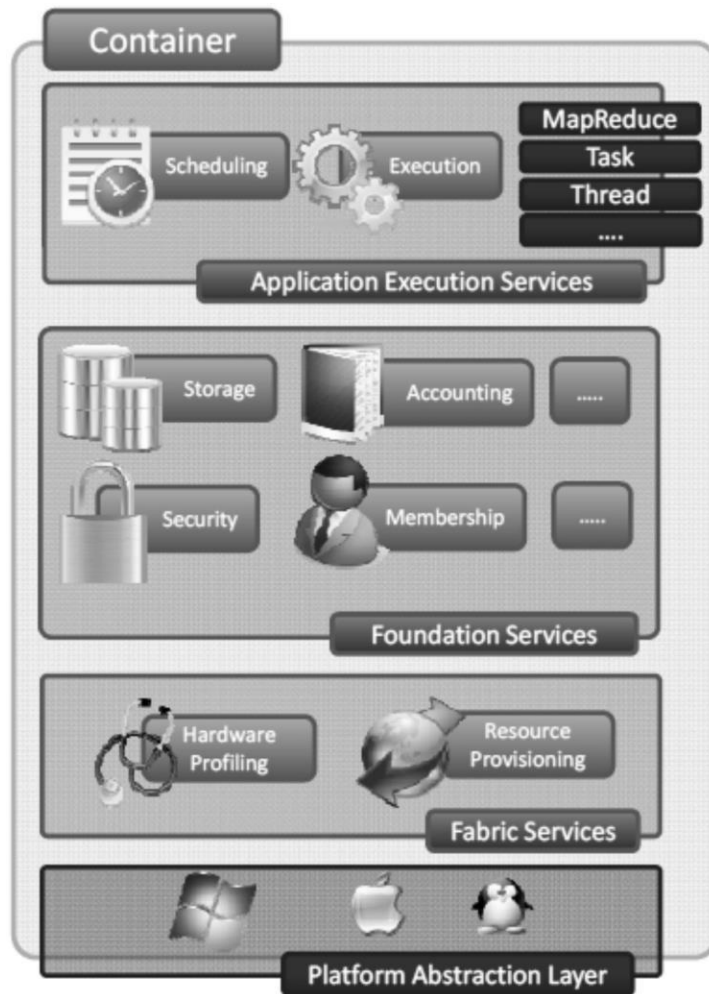 Container
MapReduce
Scheduling
Execution
Task
Thread
....
Application Execution Services
Storage
Accounting
.....
Security
Membership
.....
Foundation Services
Hardware
Profiling
Resource
Provisioning
Fabric Services
Platform Abstraction Layer